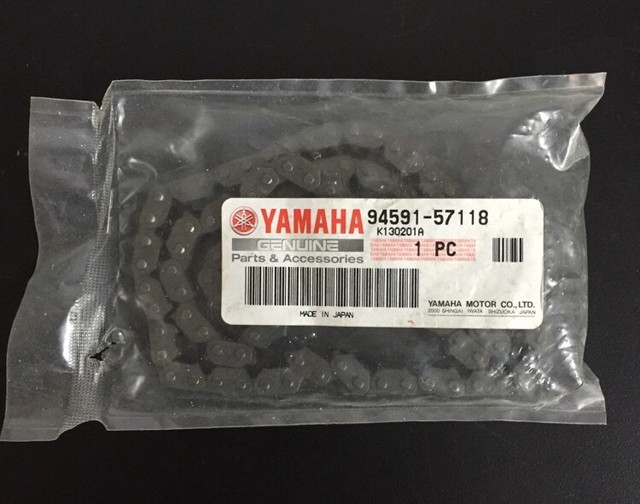 YAMAHA 94591-57118
K130201A
GENUINE 1 PC
Parts & Accessories
YAMAHA MOTOR CO.,LTD.
2500 SHINGAI, IWATA SHIZUOKA JAPAN
MADE IN JAPAN